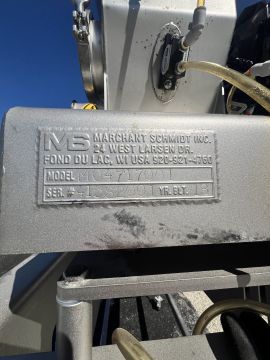 MS MARCHANT SCHMIDT INC.
24 WEST LARSEN DR.
FOND DU LAC, WI USA 920-921-4760
MODEL
SER. # YR. BLT.